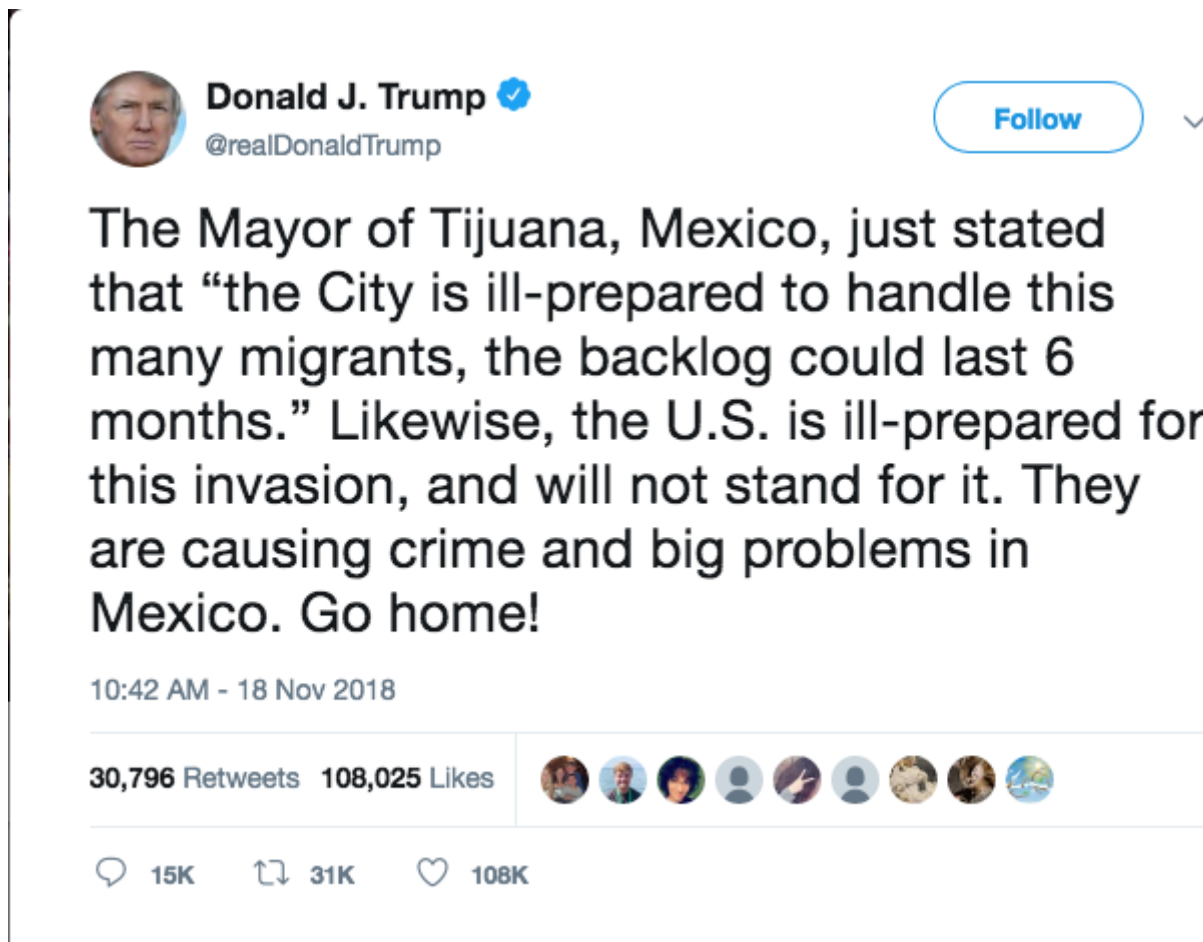 Donald J. Trump
Follow
@realDonaldTrump
The Mayor of Tijuana, Mexico, just stated
that “the City is ill-prepared to handle this
many migrants, the backlog could last 6
months.” Likewise, the U.S. is ill-prepared for
this invasion, and will not stand for it. They
are causing crime and big problems in
Mexico. Go home!
10:42 AM - 18 Nov 2018
30,796 Retweets 108,025 Likes
15K 31K 108K